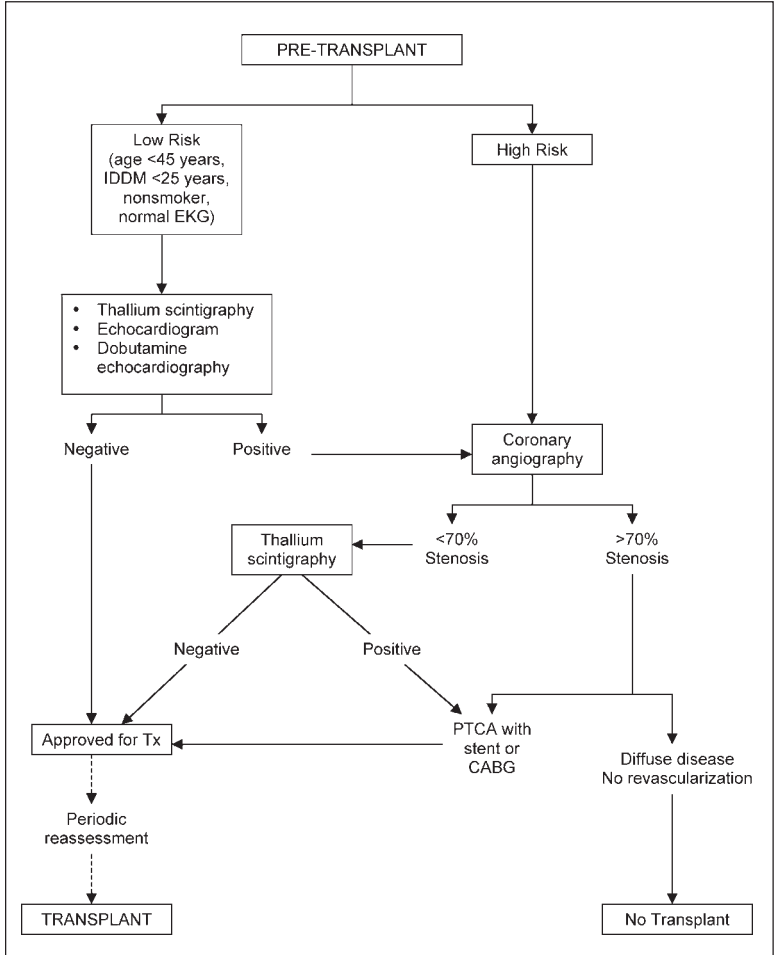 PRE-TRANSPLANT
Low Risk
(age <45 years,
IDDM <25 years,
nonsmoker,
normal EKG)
High Risk
• Thallium scintigraphy
• Echocardiogram
• Dobutamine
echocardiography
Negative
Positive
Coronary
angiography
Thallium
scintigraphy
<70%
Stenosis
>70%
Stenosis
Negative
Positive
Approved for Tx
PTCA with
stent or
CABG
Diffuse disease
No revascularization
Periodic
reassessment
TRANSPLANT
No Transplant